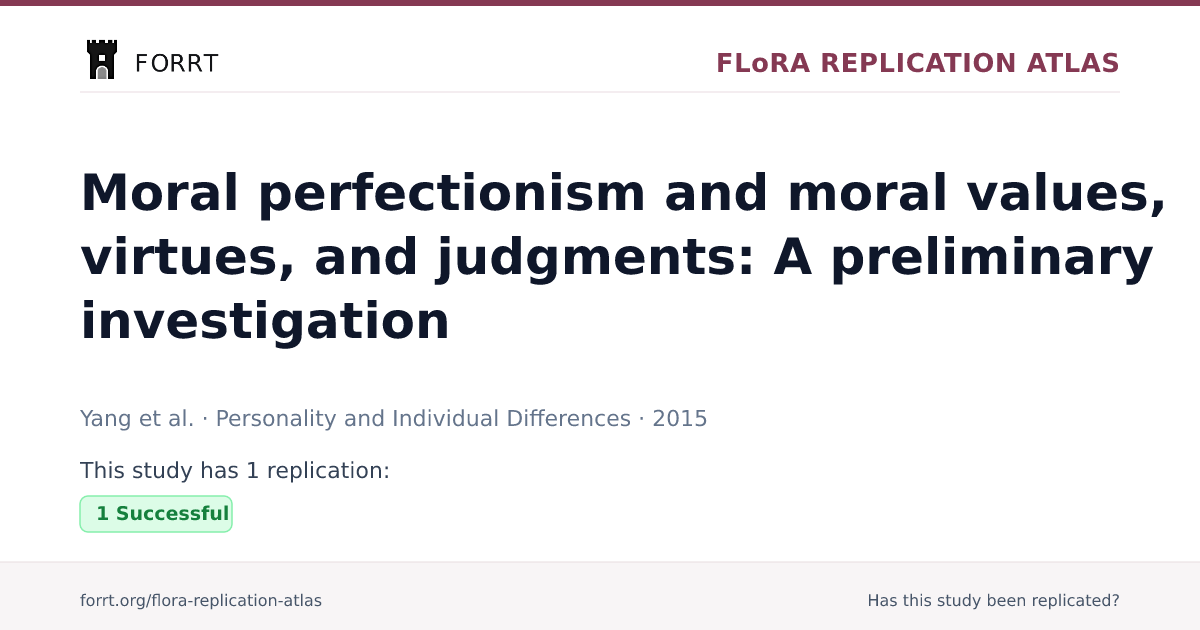 FORRT
FLoRA REPLICATION ATLAS
Moral perfectionism and moral values,
virtues, and judgments: A preliminary
investigation
Yang et al. · Personality and Individual Differences · 2015
This study has 1 replication:
1 Successful
forrt.org/flora-replication-atlas
Has this study been replicated?